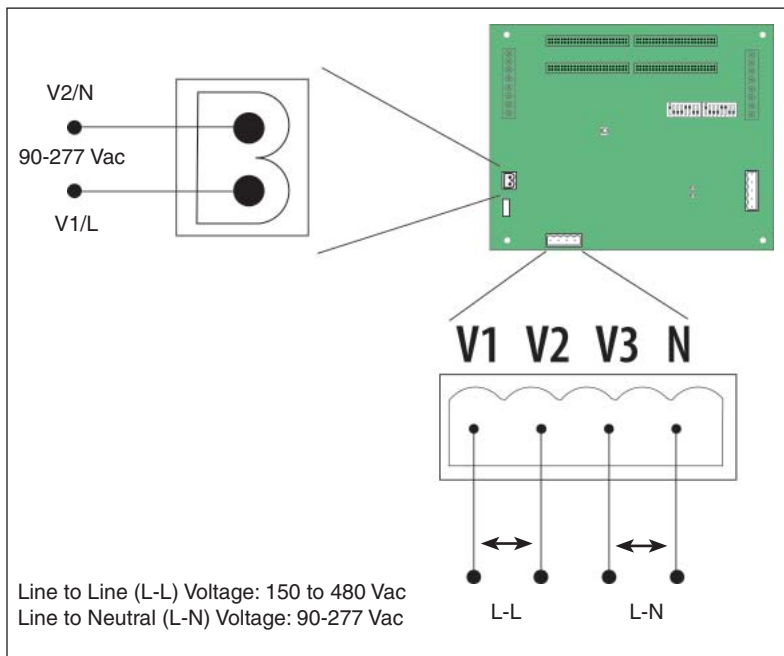 V2/N
90-277 Vac
V1/L
V1 V2 V3 N
L-L L-N
Line to Line (L-L) Voltage: 150 to 480 Vac
Line to Neutral (L-N) Voltage: 90-277 Vac